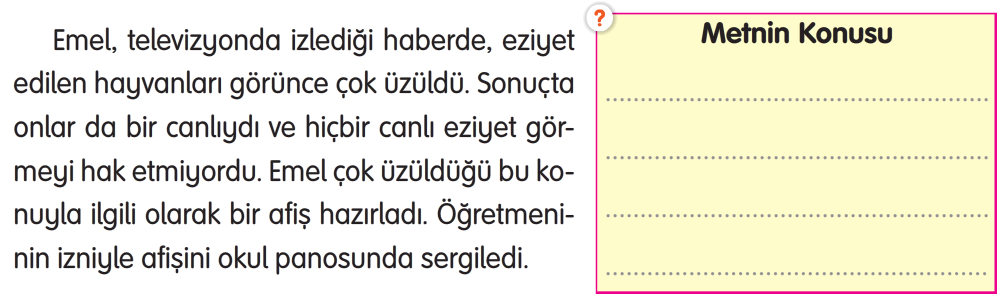 Emel, televizyonda izlediği haberde, eziyet
edilen hayvanları görünce çok üzüldü. Sonuçta
onlar da bir canlıydı ve hiçbir canlı eziyet gör-
meyi hak etmiyordu. Emel çok üzüldüğü bu ko-
nuyla ilgili olarak bir afiş hazırladı. Öğretmeni-
nin izniyle afişini okul panosunda sergiledi.
?
Metnin Konusu